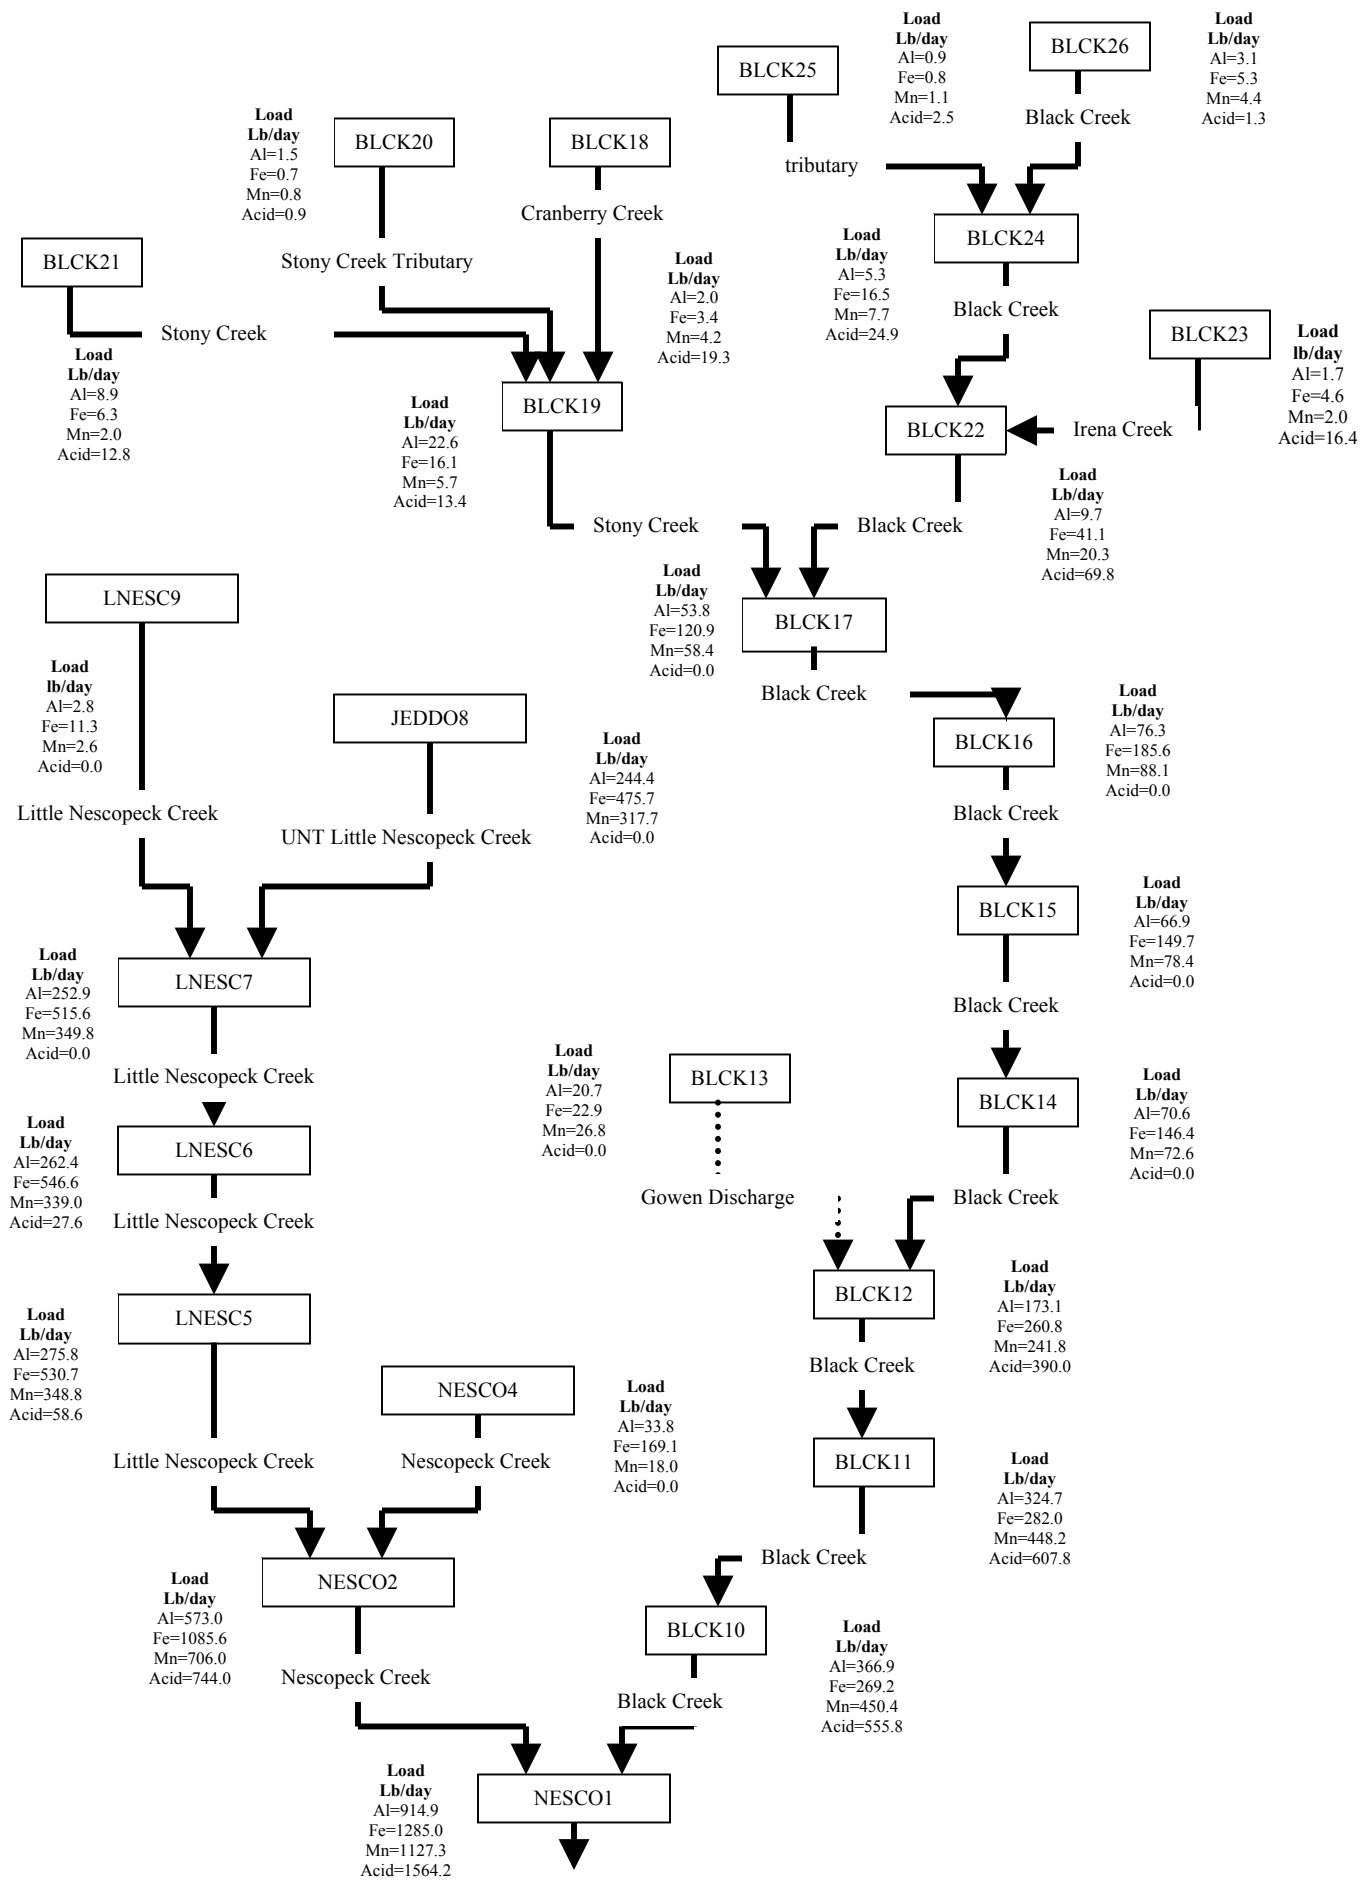 Load
Lb/day
Al=0.9
Fe=0.8
Mn=1.1
Acid=2.5
BLCK26
Load
Lb/day
Al=3.1
Fe=5.3
Mn=4.4
Acid=1.3
BLCK25
Black Creek
tributary
Load
Lb/day
Al=1.5
Fe=0.7
Mn=0.8
Acid=0.9
BLCK20
BLCK18
Cranberry Creek
Stony Creek Tributary
BLCK21
Stony Creek
Load
Lb/day
Al=8.9
Fe=6.3
Mn=2.0
Acid=12.8
Load
Lb/day
Al=2.0
Fe=3.4
Mn=4.2
Acid=19.3
Load
Lb/day
Al=5.3
Fe=16.5
Mn=7.7
Acid=24.9
BLCK24
Black Creek
BLCK23
Load
lb/day
Al=1.7
Fe=4.6
Mn=2.0
Acid=16.4
Load
Lb/day
Al=22.6
Fe=16.1
Mn=5.7
Acid=13.4
BLCK19
BLCK22
Irena Creek
Load
Lb/day
Al=9.7
Fe=41.1
Mn=20.3
Acid=69.8
Stony Creek
Black Creek
LNESC9
Load
Lb/day
Al=53.8
Fe=120.9
Mn=58.4
Acid=0.0
BLCK17
Black Creek
Load
lb/day
Al=2.8
Fe=11.3
Mn=2.6
Acid=0.0
JEDDO8
Load
Lb/day
Al=244.4
Fe=475.7
Mn=317.7
Acid=0.0
BLCK16
Load
Lb/day
Al=76.3
Fe=185.6
Mn=88.1
Acid=0.0
Little Nescopeck Creek
UNT Little Nescopeck Creek
Black Creek
BLCK15
Load
Lb/day
Al=66.9
Fe=149.7
Mn=78.4
Acid=0.0
Load
Lb/day
Al=252.9
Fe=515.6
Mn=349.8
Acid=0.0
LNESC7
Black Creek
Little Nescopeck Creek
Load
Lb/day
Al=20.7
Fe=22.9
Mn=26.8
Acid=0.0
BLCK13
BLCK14
Load
Lb/day
Al=70.6
Fe=146.4
Mn=72.6
Acid=0.0
Load
Lb/day
Al=262.4
Fe=546.6
Mn=339.0
Acid=27.6
LNESC6
Gowen Discharge
Black Creek
Little Nescopeck Creek
BLCK12
Load
Lb/day
Al=173.1
Fe=260.8
Mn=241.8
Acid=390.0
Load
Lb/day
Al=275.8
Fe=530.7
Mn=348.8
Acid=58.6
LNESC5
Black Creek
NESCO4
Load
Lb/day
Al=33.8
Fe=169.1
Mn=18.0
Acid=0.0
Little Nescopeck Creek
Nescopeck Creek
BLCK11
Load
Lb/day
Al=324.7
Fe=282.0
Mn=448.2
Acid=607.8
Black Creek
Load
Lb/day
Al=573.0
Fe=1085.6
Mn=706.0
Acid=744.0
NESCO2
BLCK10
Load
Lb/day
Al=366.9
Fe=269.2
Mn=450.4
Acid=555.8
Nescopeck Creek
Black Creek
Load
Lb/day
Al=914.9
Fe=1285.0
Mn=1127.3
Acid=1564.2
NESCO1